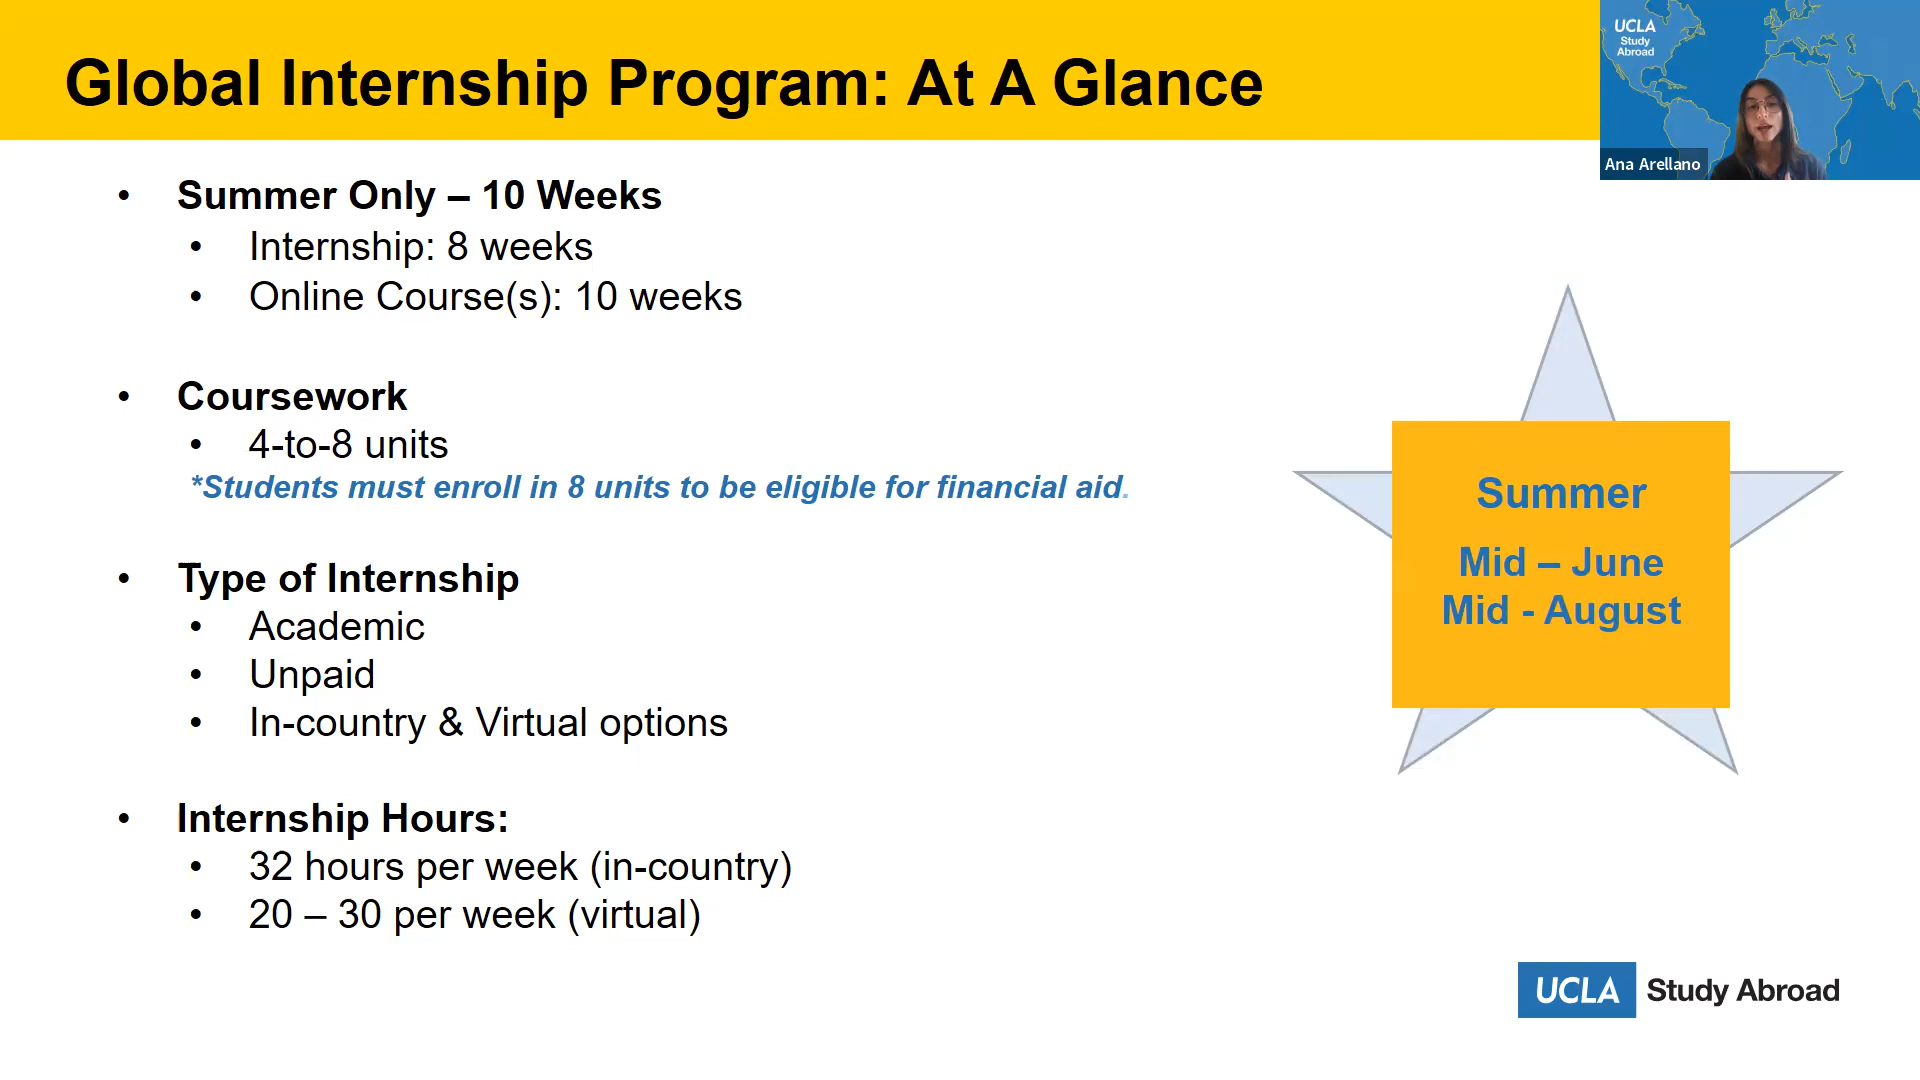 Global Internship Program: At A Glance
UCLA
Study
Abroad
Ana Arellano
• Summer Only – 10 Weeks
• Internship: 8 weeks
• Online Course(s): 10 weeks
• Coursework
• 4-to-8 units
*Students must enroll in 8 units to be eligible for financial aid.
• Type of Internship
• Academic
• Unpaid
• In-country & Virtual options
• Internship Hours:
• 32 hours per week (in-country)
• 20 – 30 per week (virtual)
Summer
Mid – June
Mid - August
UCLA Study Abroad